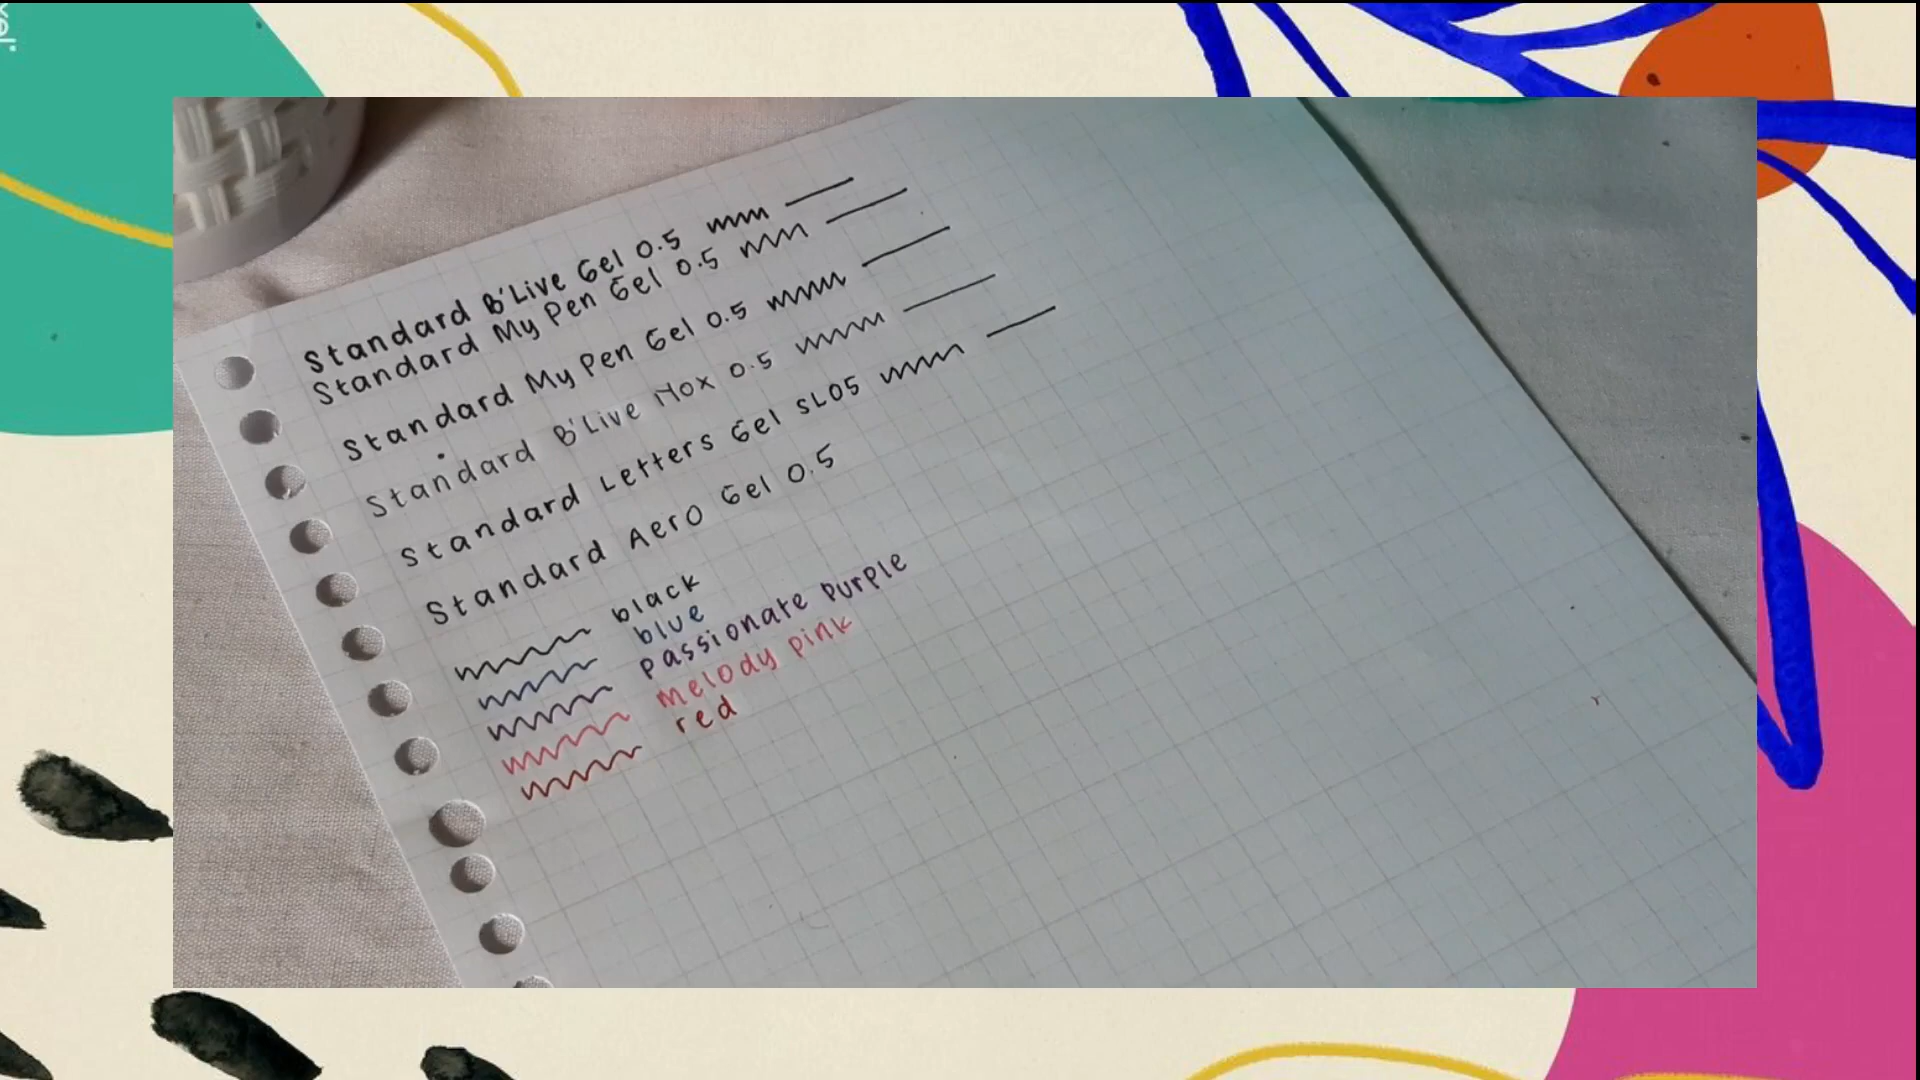 Standard B'Live Gel 0.5
Standard My Pen Gel 0.5
Standard My Pen Gel 0.5
Standard B'Live Nox 0.5
Standard Letters Gel SL05
Standard Aero Gel 0.5
black
blue
passionate purple
melody pink
red